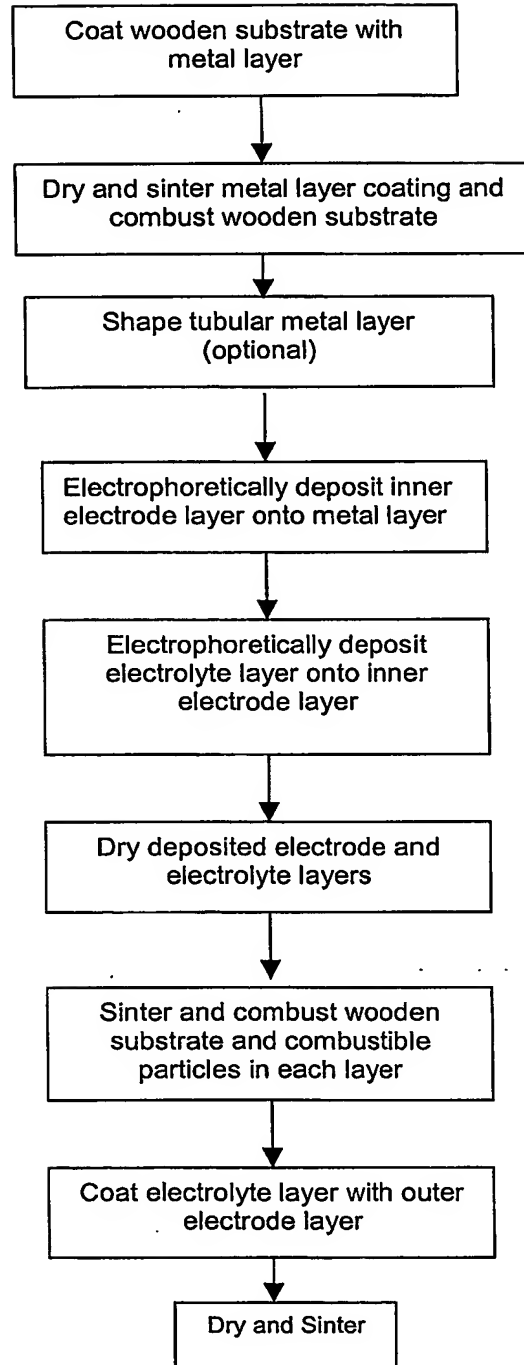 Coat wooden substrate with
metal layer
Dry and sinter metal layer coating and
combust wooden substrate
Shape tubular metal layer
(optional)
Electrophoretically deposit inner
electrode layer onto metal layer
Electrophoretically deposit
electrolyte layer onto inner
electrode layer
Dry deposited electrode and
electrolyte layers
Sinter and combust wooden
substrate and combustible
particles in each layer
Coat electrolyte layer with outer
electrode layer
Dry and Sinter